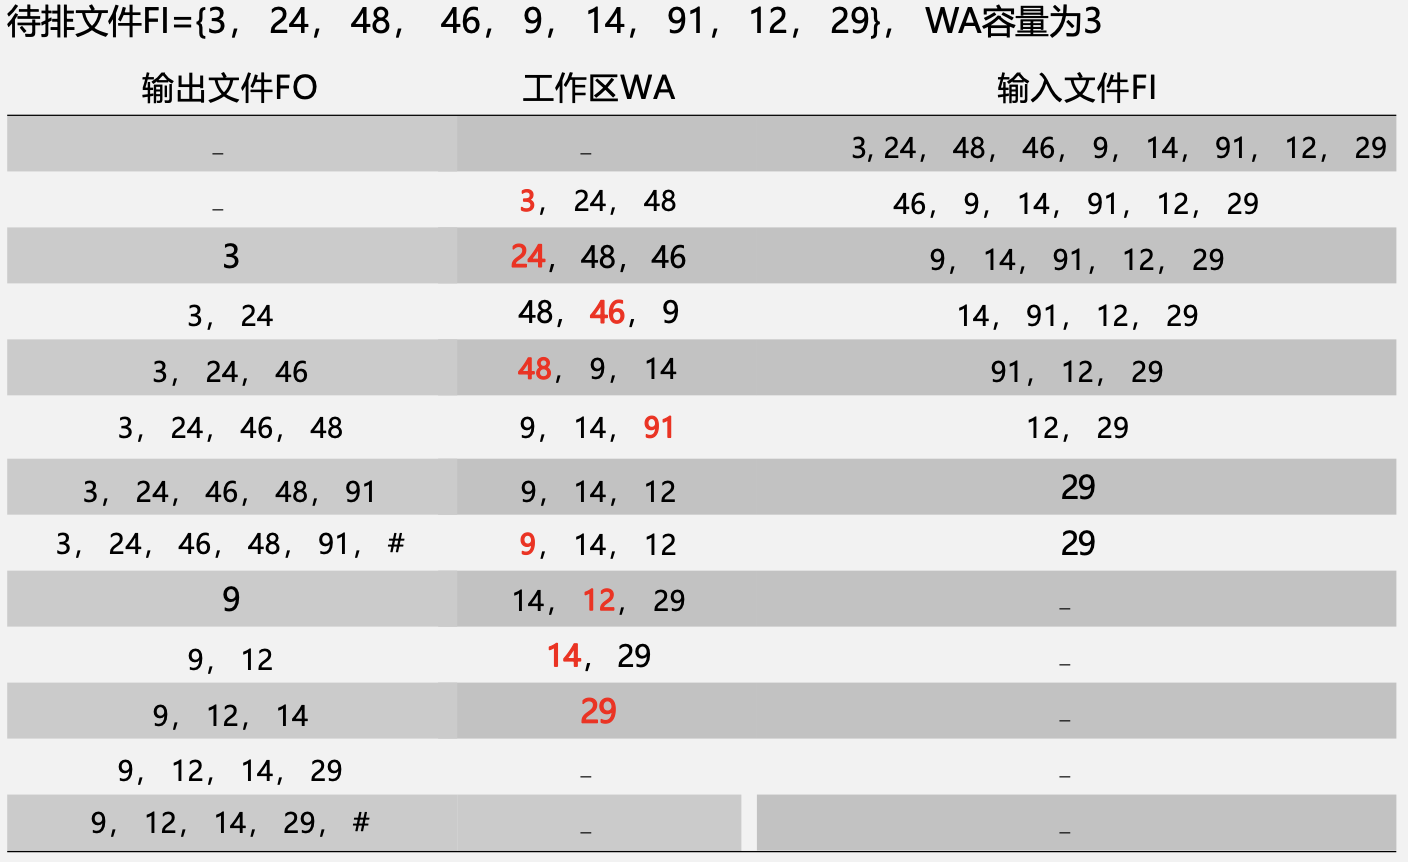 待排文件FI={3， 24， 48， 46， 9， 14， 91， 12， 29}， WA容量为3
输出文件FO 工作区WA 输入文件FI
– – 3, 24， 48， 46， 9， 14， 91， 12， 29
– 3， 24， 48 46， 9， 14， 91， 12， 29
3 24， 48， 46 9， 14， 91， 12， 29
3， 24 48， 46， 9 14， 91， 12， 29
3， 24， 46 48， 9， 14 91， 12， 29
3， 24， 46， 48 9， 14， 91 12， 29
3， 24， 46， 48， 91 9， 14， 12 29
3， 24， 46， 48， 91， # 9， 14， 12 29
9 14， 12， 29 –
9， 12 14， 29 –
9， 12， 14 29 –
9， 12， 14， 29 – –
9， 12， 14， 29， # – –